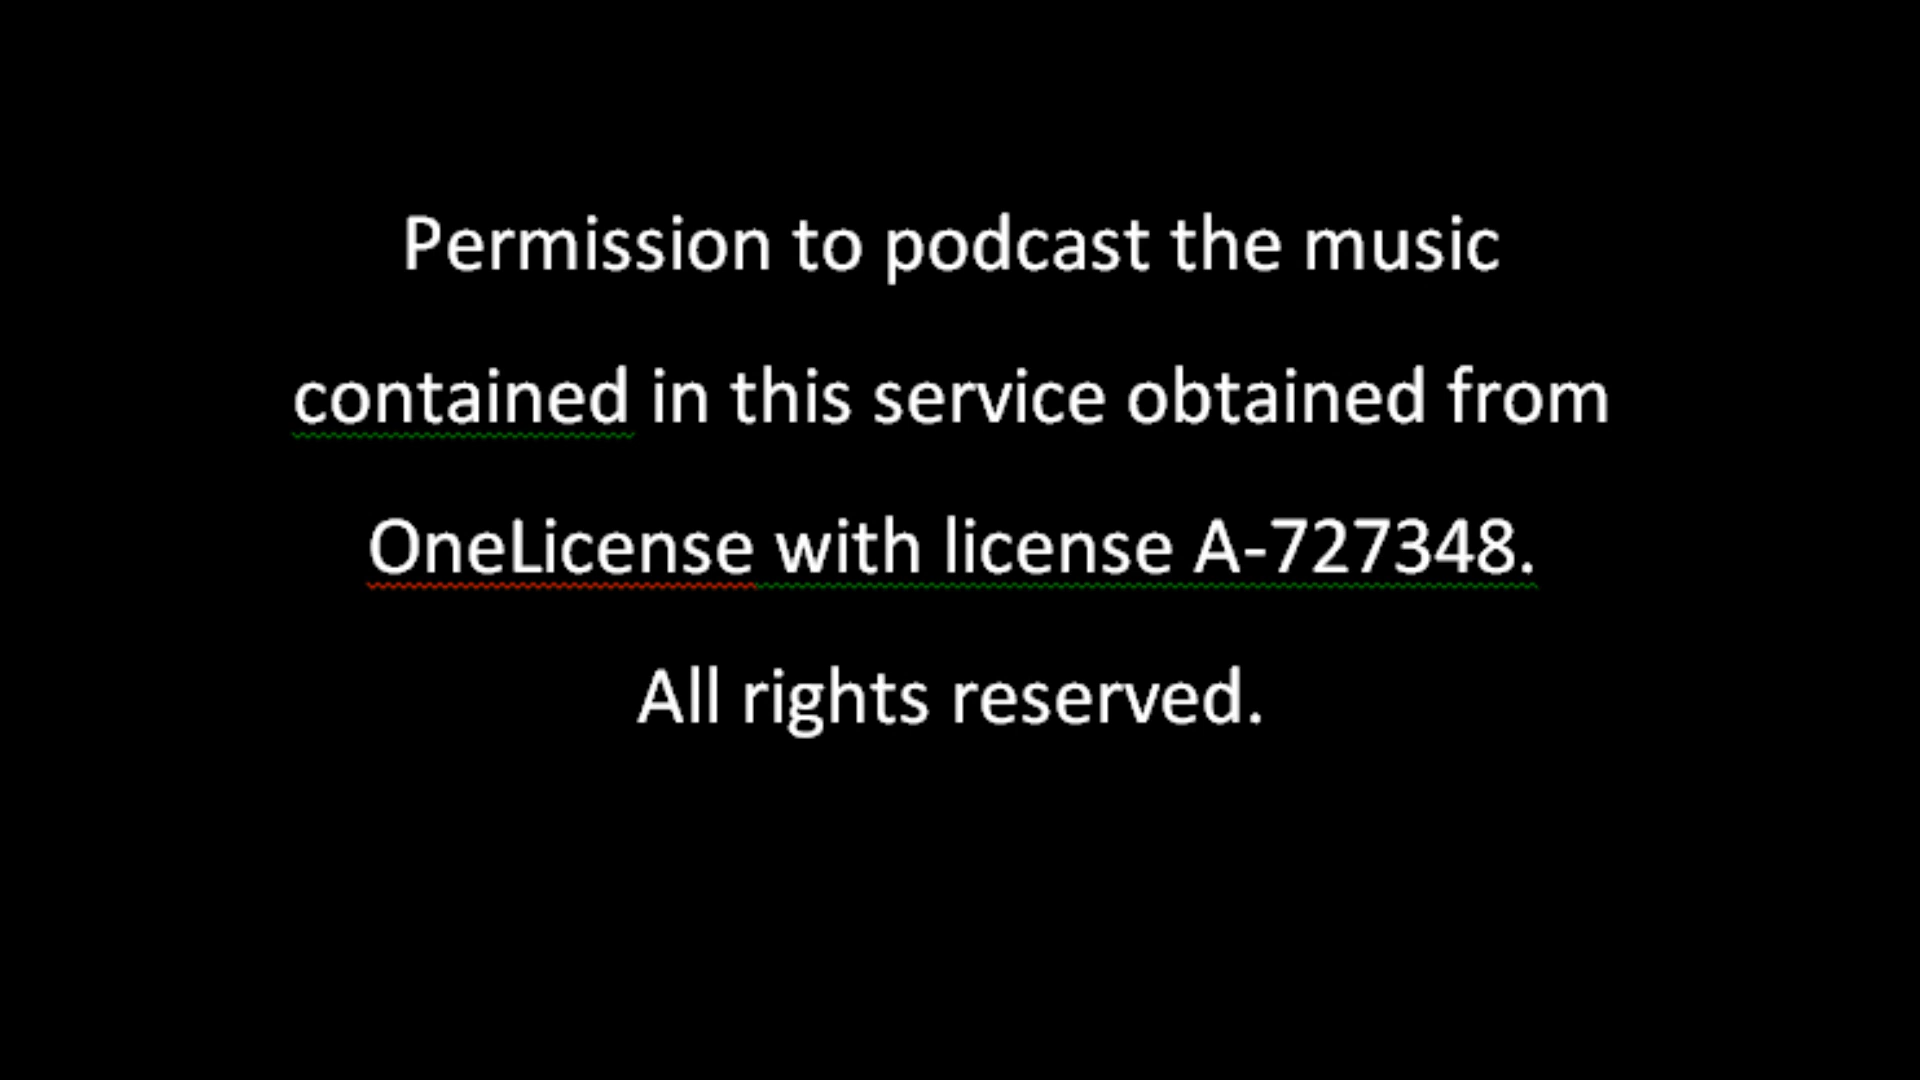 Permission to podcast the music
contained in this service obtained from
OneLicense with license A-727348.
All rights reserved.